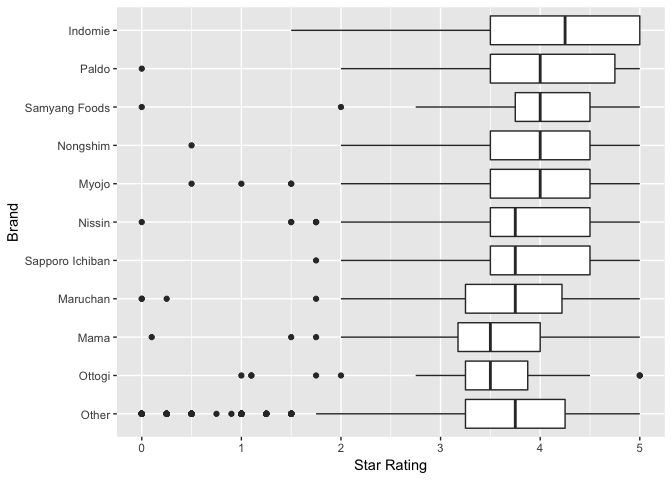 Indomie
Paldo
Samyang Foods
Nongshim
Myojo
Nissin
Sapporo Ichiban
Maruchan
Mama
Ottogi
Other
Brand
0 1 2 3 4 5
Star Rating